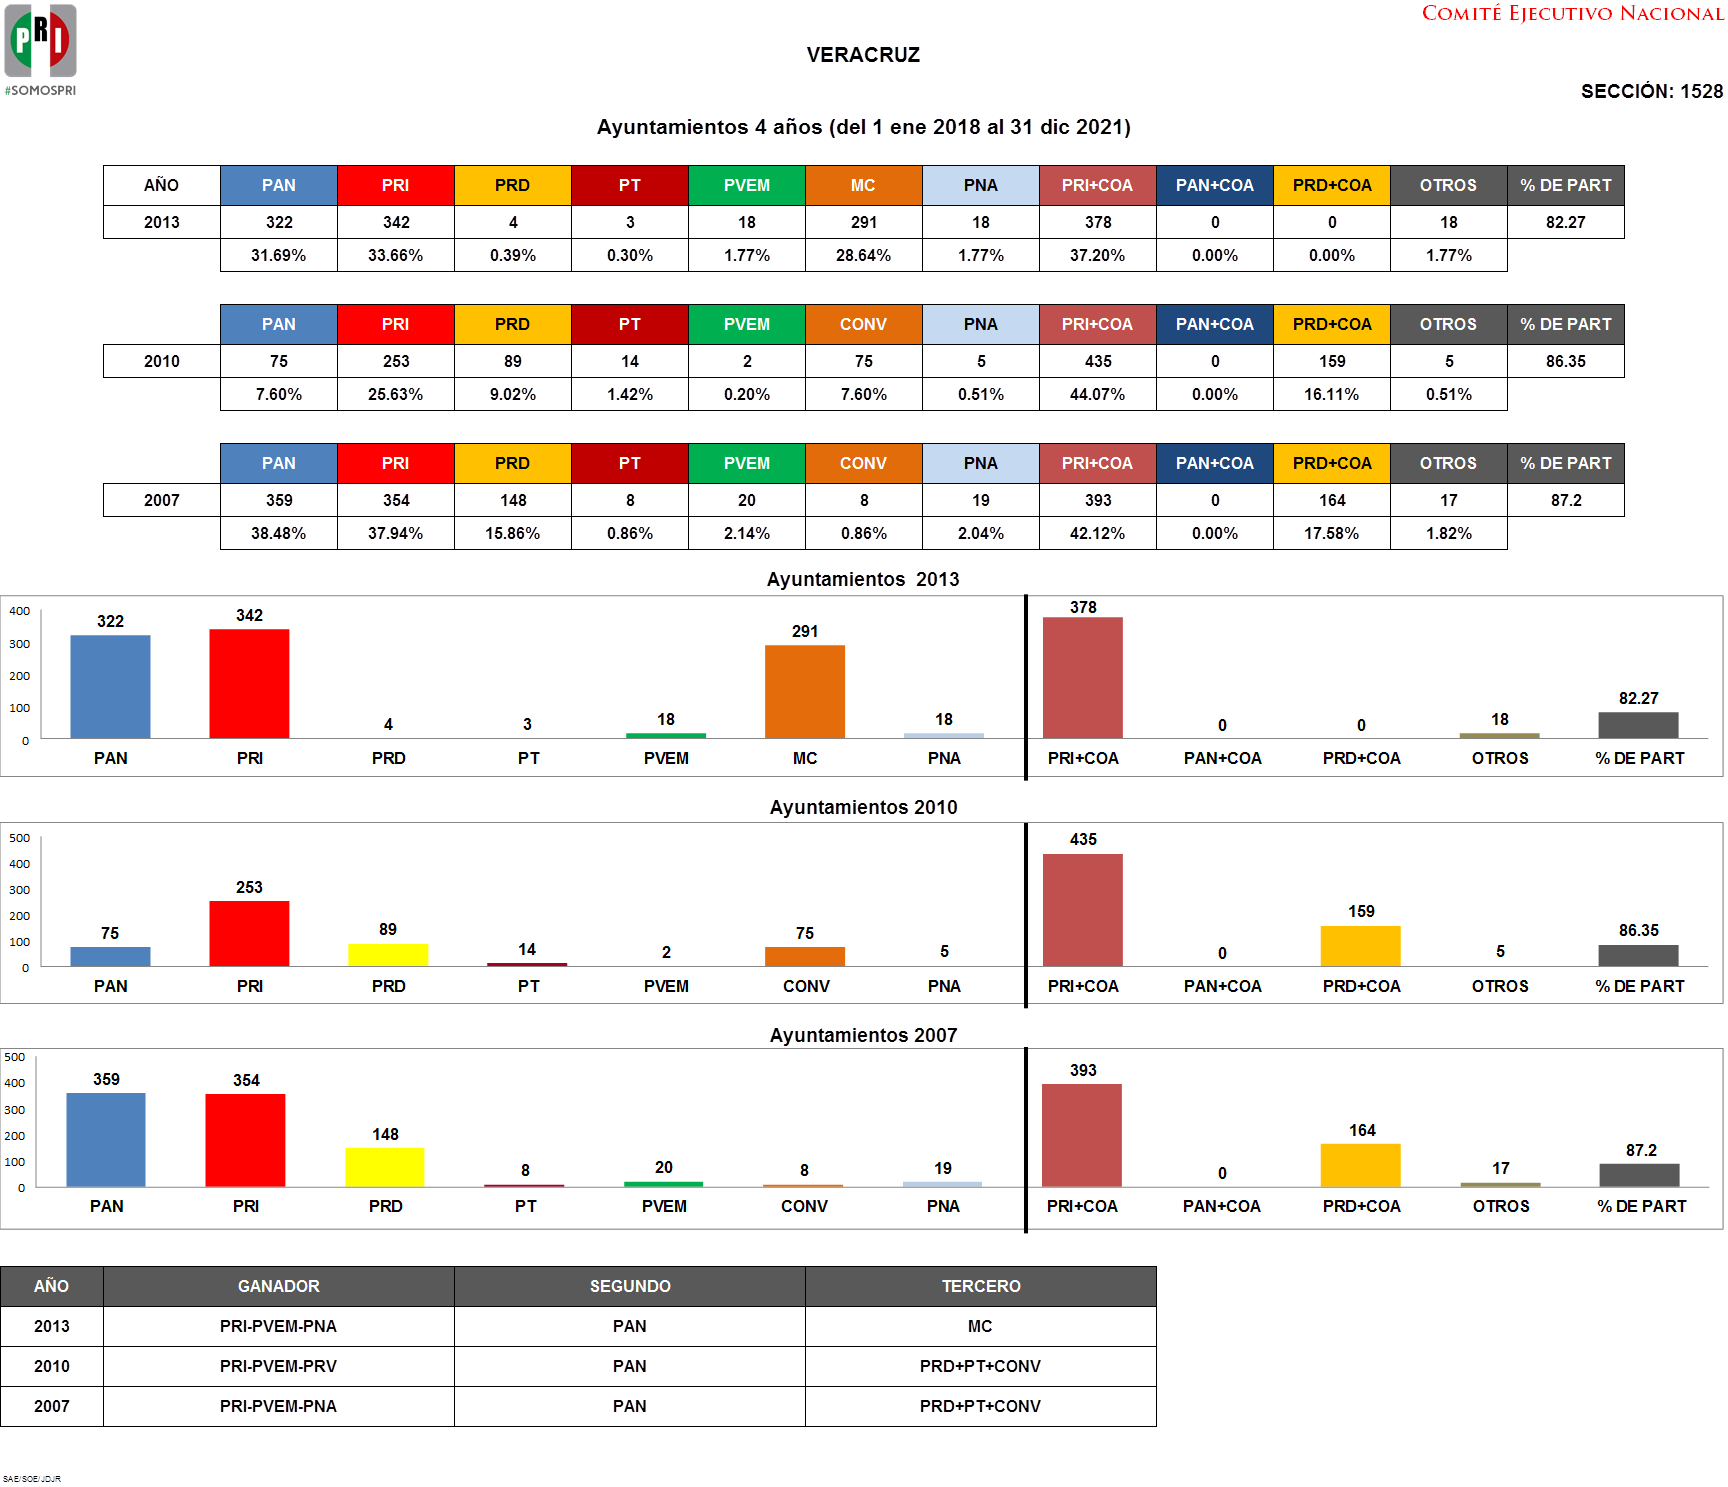 PRI
#SOMOSPRI
COMITÉ EJECUTIVO NACIONAL
VERACRUZ
SECCIÓN: 1528
Ayuntamientos 4 años (del 1 ene 2018 al 31 dic 2021)
AÑO PAN PRI PRD PT PVEM MC PNA PRI+COA PAN+COA PRD+COA OTROS % DE PART
2013 322 342 4 3 18 291 18 378 0 0 18 82.27
31.69% 33.66% 0.39% 0.30% 1.77% 28.64% 1.77% 37.20% 0.00% 0.00% 1.77%
PAN PRI PRD PT PVEM CONV PNA PRI+COA PAN+COA PRD+COA OTROS % DE PART
2010 75 253 89 14 2 75 5 435 0 159 5 86.35
7.60% 25.63% 9.02% 1.42% 0.20% 7.60% 0.51% 44.07% 0.00% 16.11% 0.51%
PAN PRI PRD PT PVEM CONV PNA PRI+COA PAN+COA PRD+COA OTROS % DE PART
2007 359 354 148 8 20 8 19 393 0 164 17 87.2
38.48% 37.94% 15.86% 0.86% 2.14% 0.86% 2.04% 42.12% 0.00% 17.58% 1.82%
Ayuntamientos 2013
400
300
200
100
0
322 342 4 3 18 291 18 378 0 0 18 82.27
PAN PRI PRD PT PVEM MC PNA PRI+COA PAN+COA PRD+COA OTROS % DE PART
Ayuntamientos 2010
500
400
300
200
100
0
75 253 89 14 2 75 5 435 0 159 5 86.35
PAN PRI PRD PT PVEM CONV PNA PRI+COA PAN+COA PRD+COA OTROS % DE PART
Ayuntamientos 2007
500
400
300
200
100
0
359 354 148 8 20 8 19 393 0 164 17 87.2
PAN PRI PRD PT PVEM CONV PNA PRI+COA PAN+COA PRD+COA OTROS % DE PART
AÑO GANADOR SEGUNDO TERCERO
2013 PRI-PVEM-PNA PAN MC
2010 PRI-PVEM-PRV PAN PRD+PT+CONV
2007 PRI-PVEM-PNA PAN PRD+PT+CONV
SAE/SOE/JDJR